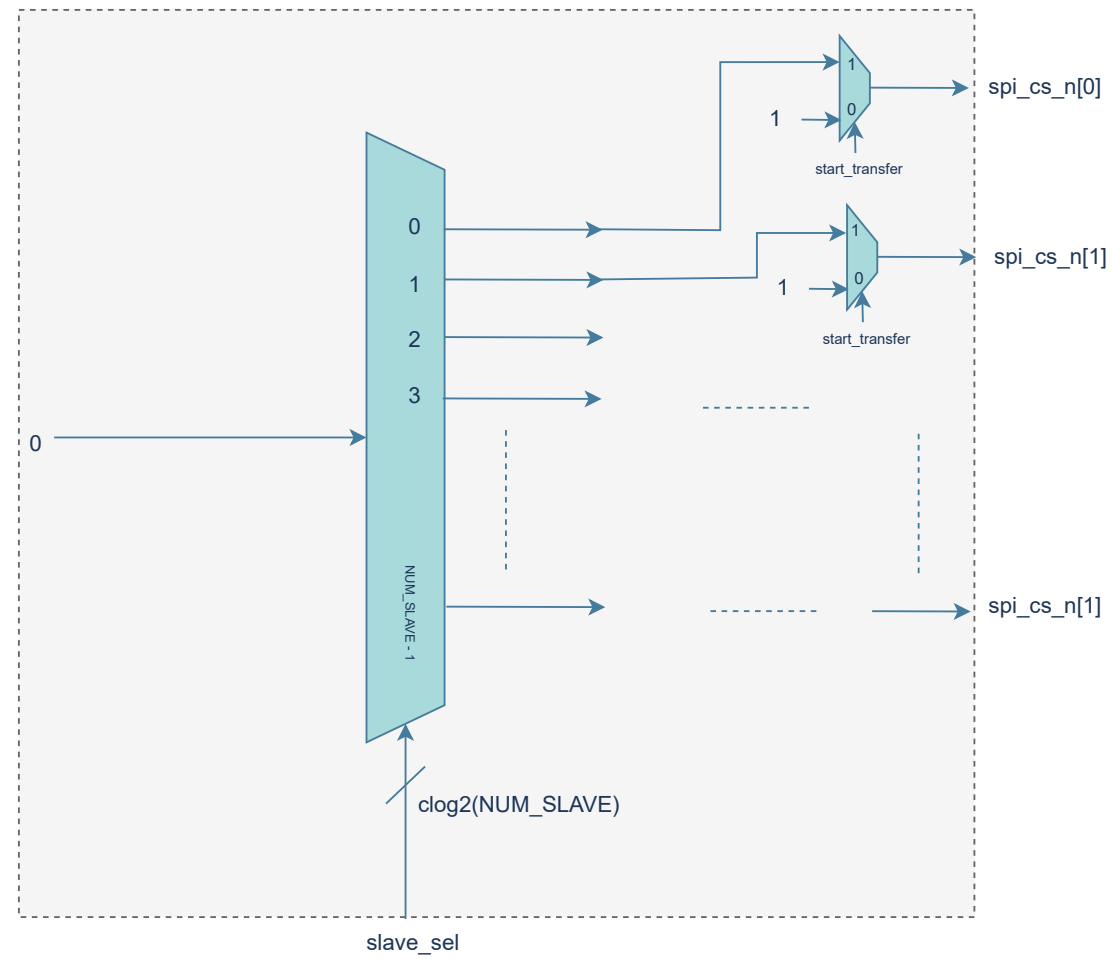 1
spi_cs_n[0]
0
1
start_transfer
0
1
spi_cs_n[1]
1
0
1
start_transfer
2
3
0
NUM_SLAVE - 1
spi_cs_n[1]
clog2(NUM_SLAVE)
slave_sel